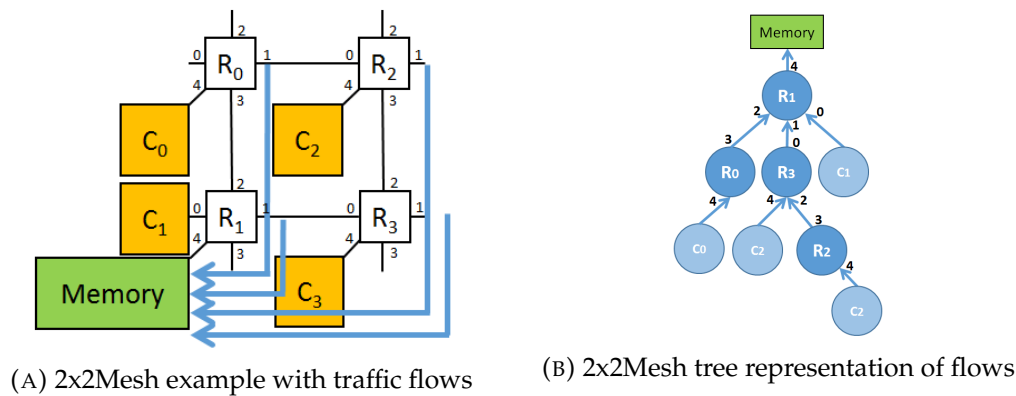 2
2
0
R₀
1
R₂
1
4
3
4
3
C₀
C₂
2
2
C₁
0
R₁
1
0
R₃
1
4
3
4
3
Memory
C₃
(A) 2x2Mesh example with traffic flows
Memory
4
R₁
2
1
0
3
0
R₀
R₃
C₁
4
4
2
3
C₀
C₂
R₂
4
C₂
(B) 2x2Mesh tree representation of flows